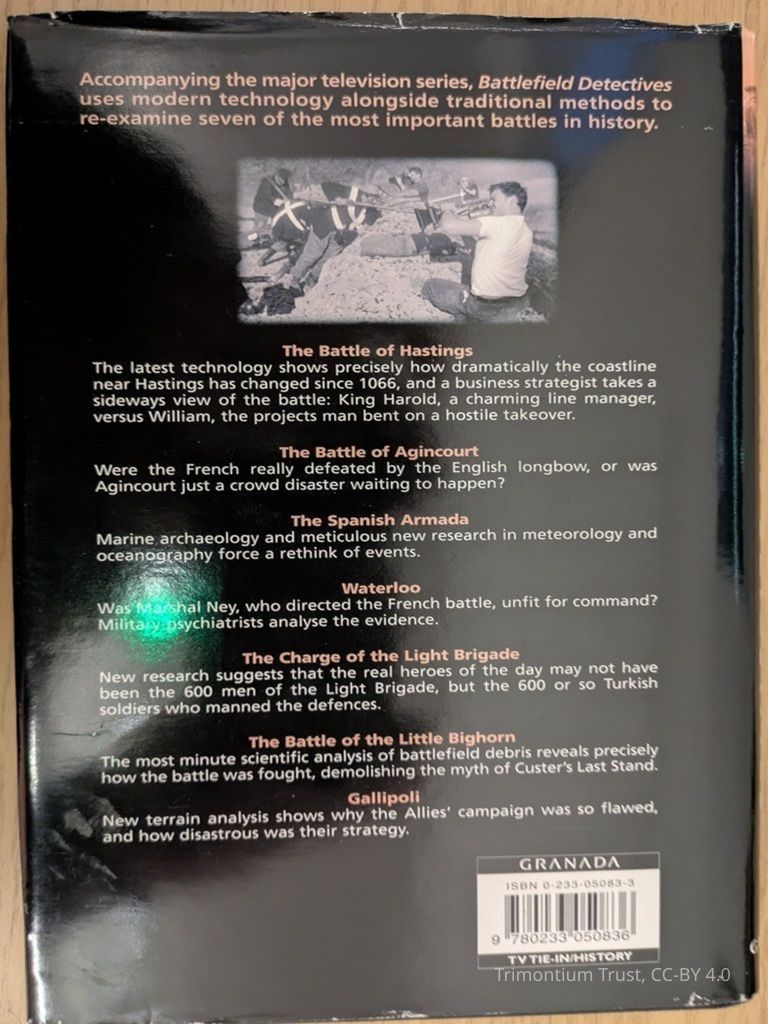 Accompanying the major television series, Battlefield Detectives
uses modern technology alongside traditional methods to
re-examine seven of the most important battles in history.
The Battle of Hastings
The latest technology shows precisely how dramatically the coastline
near Hastings has changed since 1066, and a business strategist takes a
sideways view of the battle: King Harold, a charming line manager,
versus William, the projects man bent on a hostile takeover.
The Battle of Agincourt
Were the French really defeated by the English longbow, or was
Agincourt just a crowd disaster waiting to happen?
The Spanish Armada
Marine archaeology and meticulous new research in meteorology and
oceanography force a rethink of events.
Waterloo
Was Marshal Ney, who directed the French battle, unfit for command?
Military psychiatrists analyse the evidence.
The Charge of the Light Brigade
New research suggests that the real heroes of the day may not have
been the 600 men of the Light Brigade, but the 600 or so Turkish
soldiers who manned the defences.
The Battle of the Little Bighorn
The most minute scientific analysis of battlefield debris reveals precisely
how the battle was fought, demolishing the myth of Custer's Last Stand.
Gallipoli
New terrain analysis shows why the Allies' campaign was so flawed,
and how disastrous was their strategy.
GRANADA
ISBN 0-233-05083-3
9 780233 050836
TV TIE-IN/HISTORY
Trimontium Trust, CC-BY 4.0